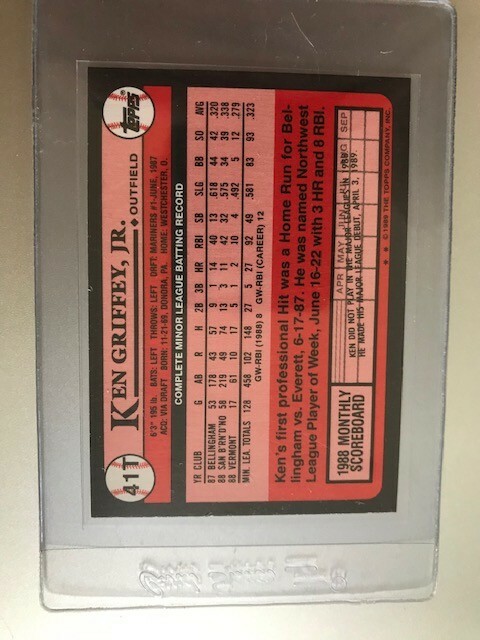 41T
KEN GRIFFEY, JR. ♦ OUTFIELD
TOPPS®
6'3" 195 lb. BATS: LEFT THROWS: LEFT DRFT: MARINERS #1-JUNE, 1987
ACQ: VIA DRAFT BORN: 11-21-69, DONORA, PA. HOME: WESTCHESTER, O.
COMPLETE MINOR LEAGUE BATTING RECORD
YR CLUB G AB R H 2B 3B HR RBI SB SLG BB SO AVG
87 BELLINGHAM 53 178 43 57 9 1 14 40 13 .618 44 42 .320
88 SAN B'RN'D'NO 58 219 49 74 13 3 11 42 32 .575 34 39 .338
88 VERMONT 17 61 10 17 5 1 2 10 4 .492 5 12 .279
MIN. LEA. TOTALS 128 458 102 148 27 5 27 92 49 .581 83 93 .323
GW-RBI (1988) 8 GW-RBI (CAREER) 12
Ken's first professional Hit was a Home Run for Bel-
lingham vs. Everett, 6-17-87. He was named Northwest
League Player of Week, June 16-22 with 3 HR and 8 RBI.
1988 MONTHLY
SCOREBOARD
APR MAY AUG SEP
KEN DID NOT PLAY IN THE MAJOR LEAGUES IN 1988.
HE MADE HIS MAJOR LEAGUE DEBUT, APRIL 3, 1989.
* * © 1989 THE TOPPS COMPANY, INC.